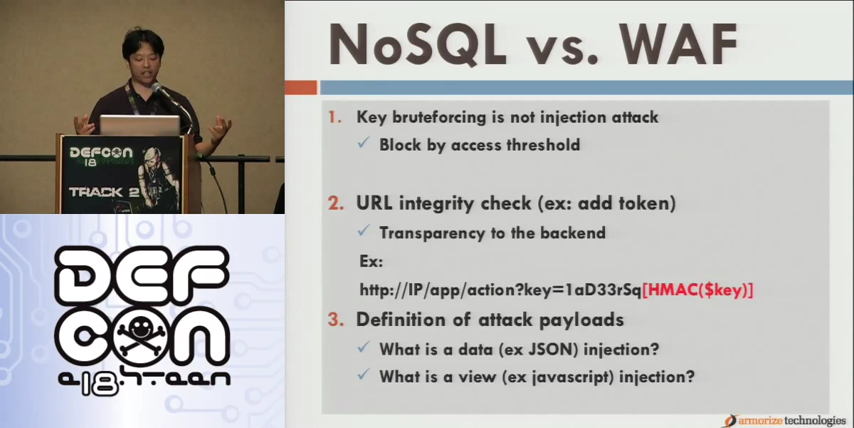 NoSQL vs. WAF
1. Key bruteforcing is not injection attack
✓ Block by access threshold
2. URL integrity check (ex: add token)
✓ Transparency to the backend
Ex:
http://IP/app/action?key=1aD33rSq[HMAC($key)]
3. Definition of attack payloads
✓ What is a data (ex JSON) injection?
✓ What is a view (ex javascript) injection?
armorize technologies
DEFCON
18
TRACK 2
DEF
CON
e18hteen